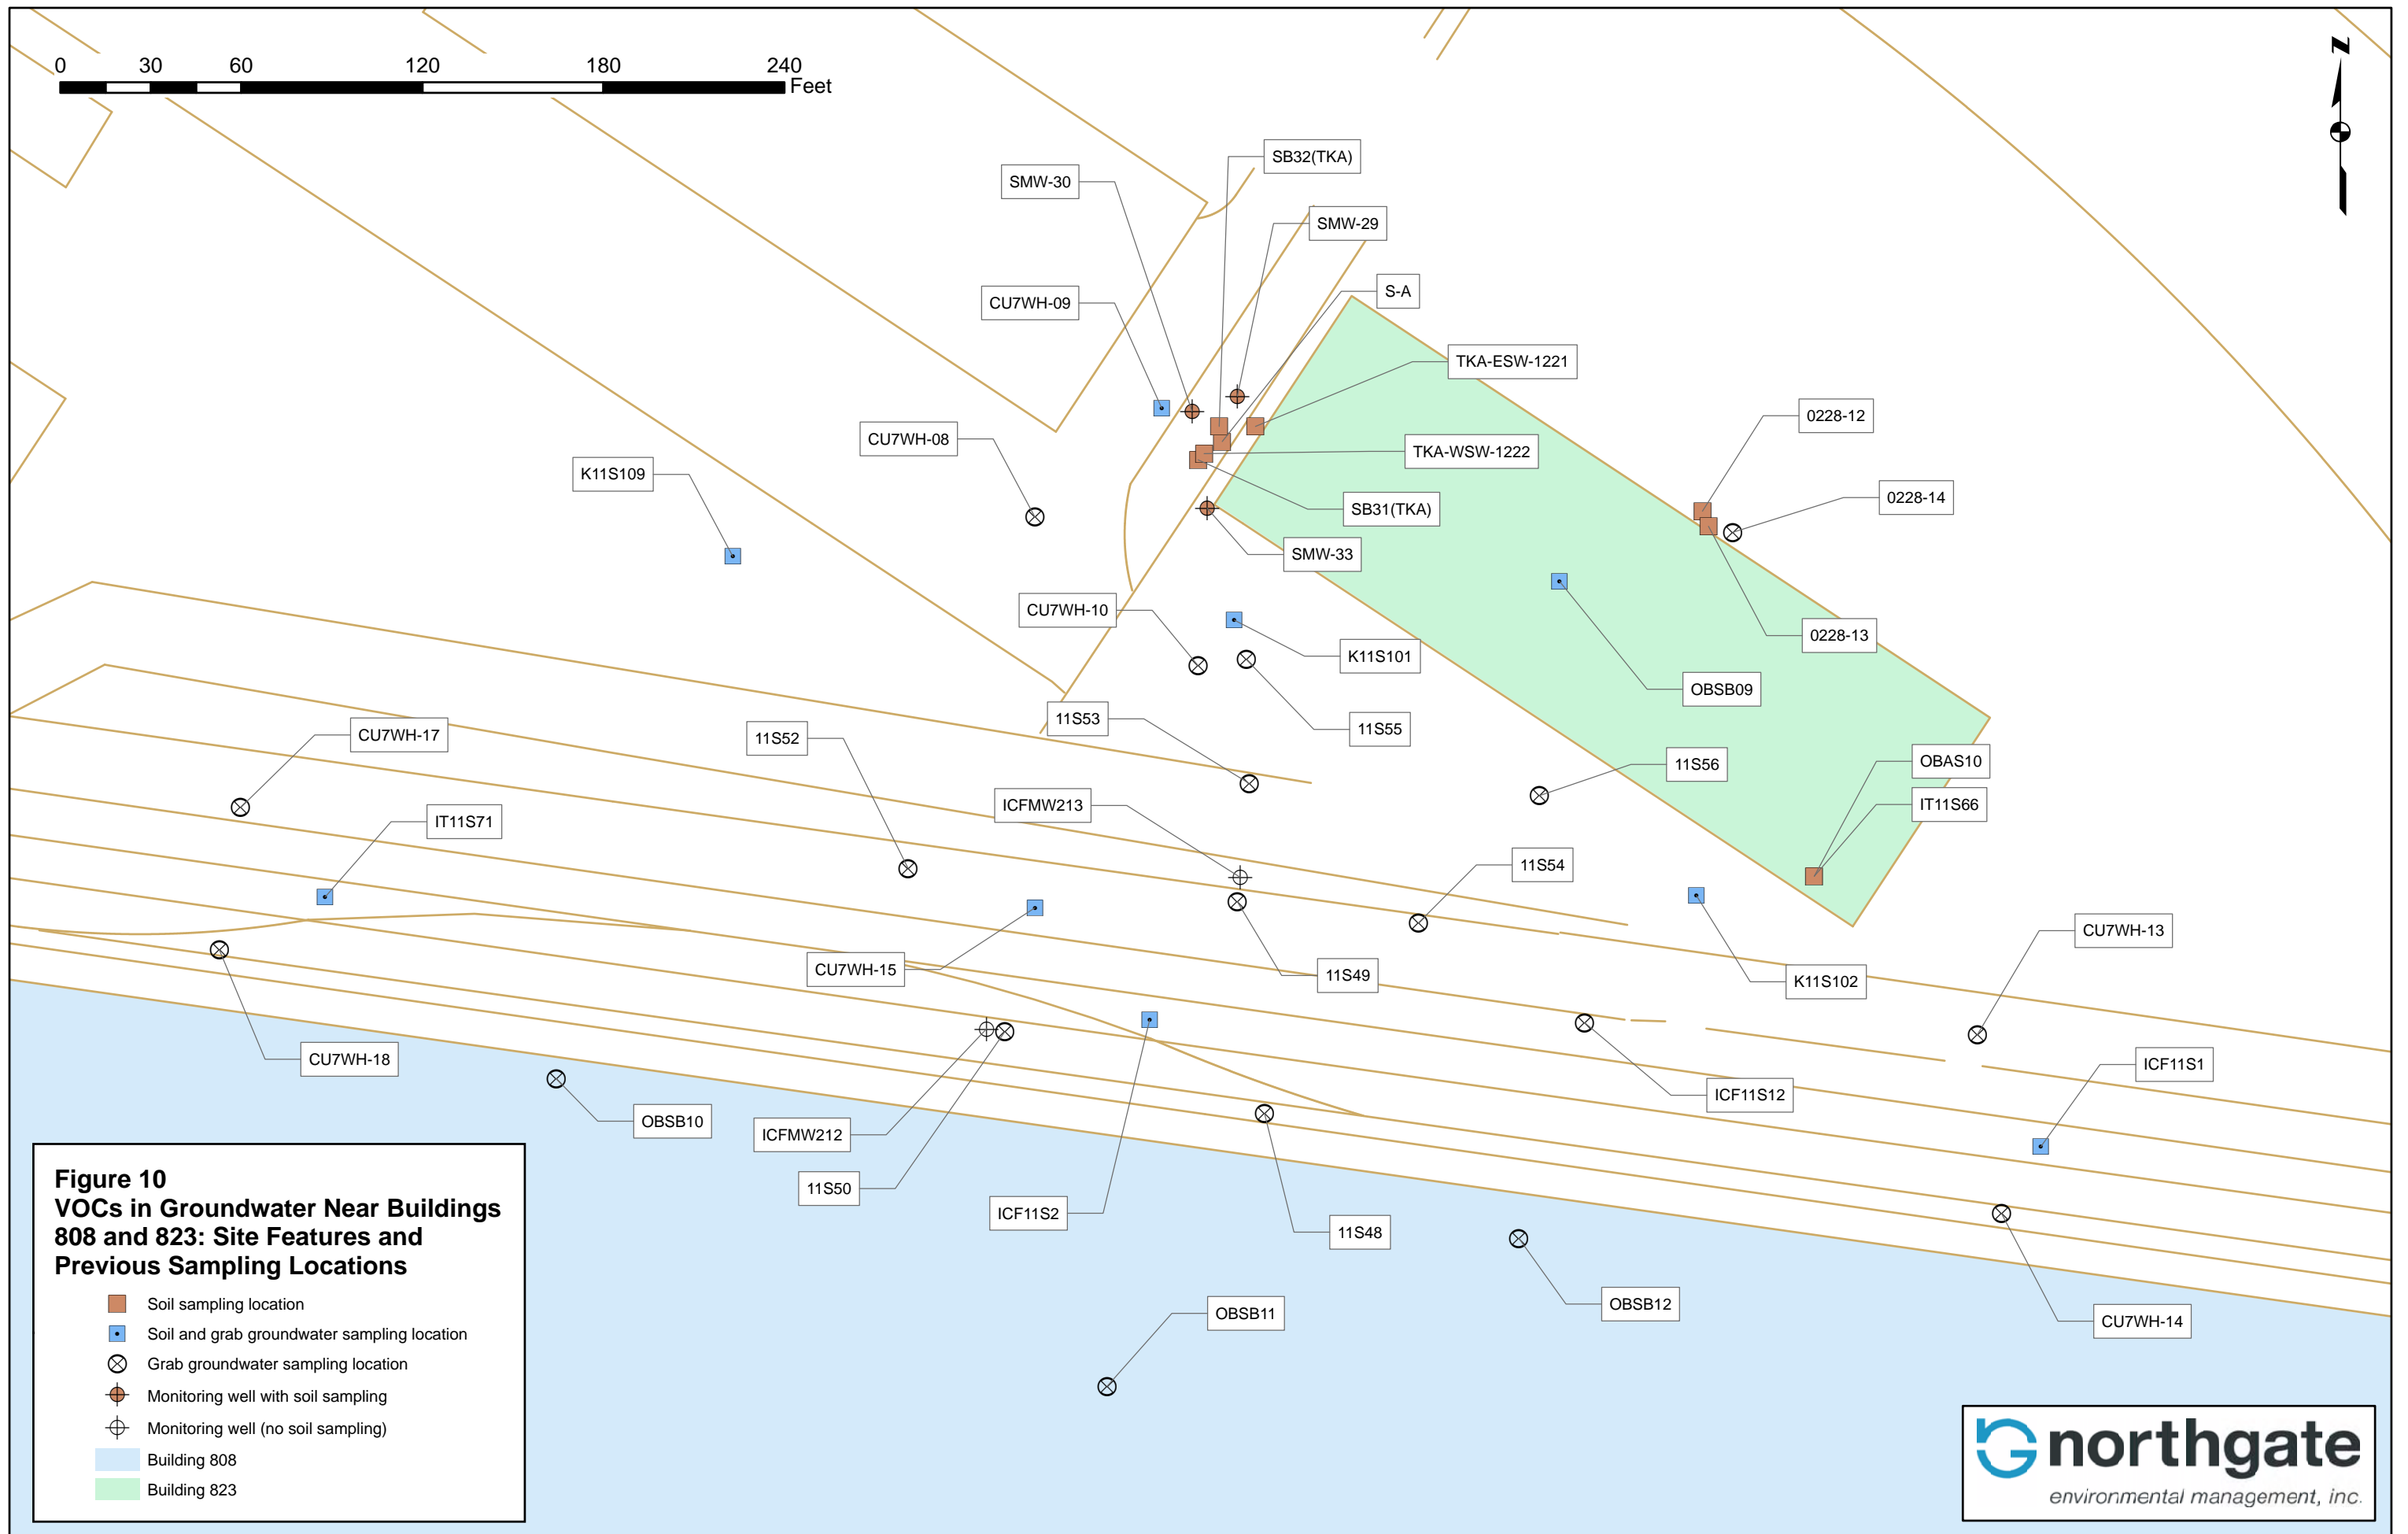 0 30 60 120 180 240
Feet
N
SB32(TKA)
SMW-30
SMW-29
CU7WH-09
S-A
TKA-ESW-1221
0228-12
CU7WH-08
TKA-WSW-1222
K11S109
0228-14
SB31(TKA)
SMW-33
CU7WH-10
0228-13
K11S101
OBSB09
11S53
11S55
CU7WH-17
11S52
11S56
OBAS10
ICFMW213
IT11S66
IT11S71
11S54
CU7WH-13
CU7WH-15
11S49
K11S102
CU7WH-18
ICF11S1
ICF11S12
OBSB10
ICFMW212
11S50
ICF11S2
11S48
OBSB12
OBSB11
CU7WH-14
Figure 10
VOCs in Groundwater Near Buildings
808 and 823: Site Features and
Previous Sampling Locations
Soil sampling location
Soil and grab groundwater sampling location
Grab groundwater sampling location
Monitoring well with soil sampling
Monitoring well (no soil sampling)
Building 808
Building 823
northgate
environmental management, inc.